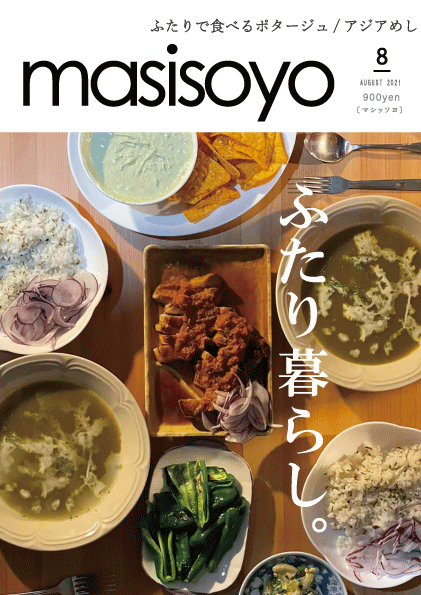 ふたりで食べるポタージュ/アジアめし
masisoyo
8
AUGUST 2021
900yen
〔マシッソヨ〕
ふたり暮らし。